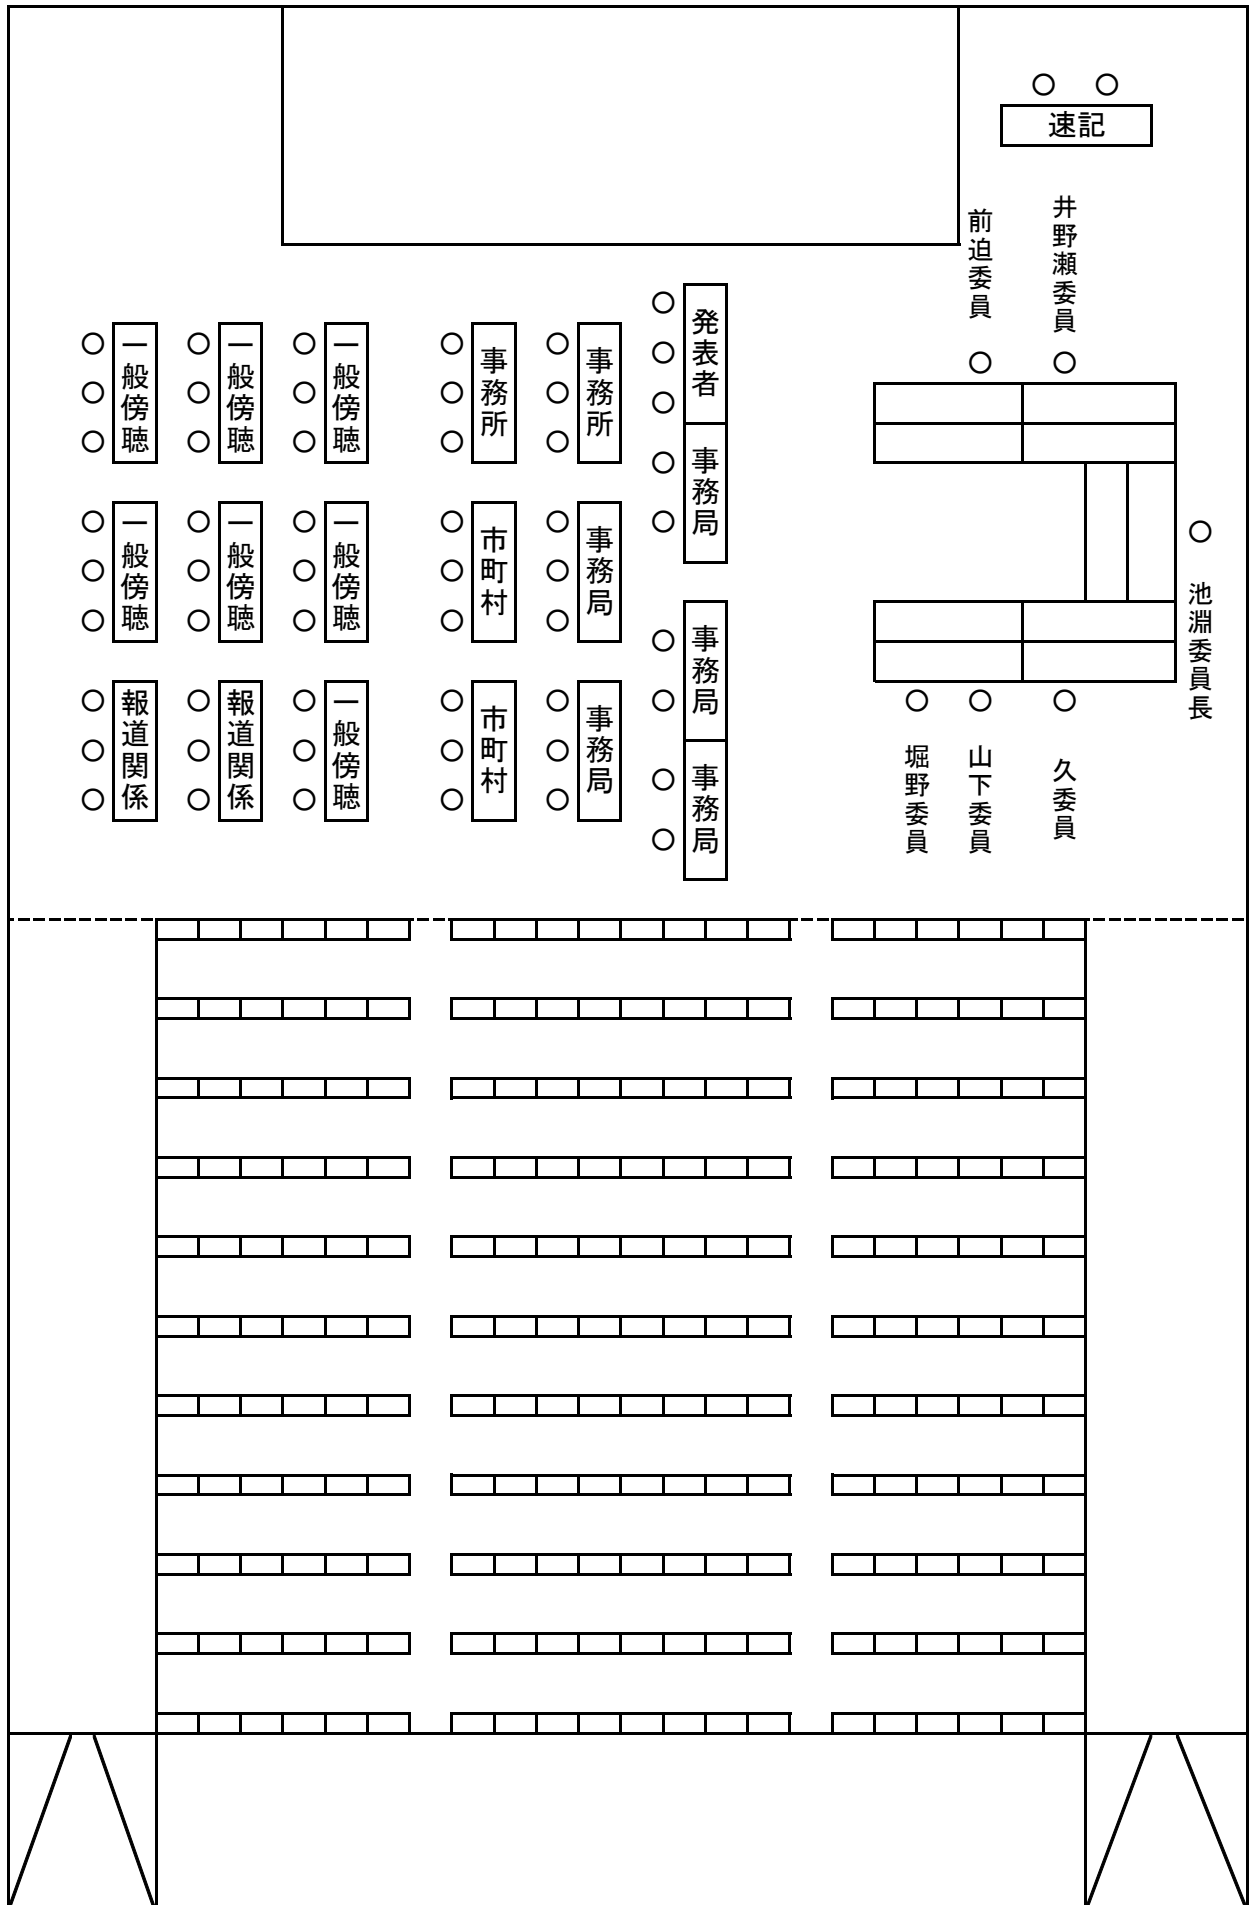 速記
井野瀬委員
前迫委員
池淵委員長
久委員
山下委員
堀野委員
発表者
事務局
事務局
事務局
事務所
事務局
事務局
事務所
市町村
市町村
一般傍聴
一般傍聴
一般傍聴
一般傍聴
一般傍聴
報道関係
一般傍聴
一般傍聴
報道関係